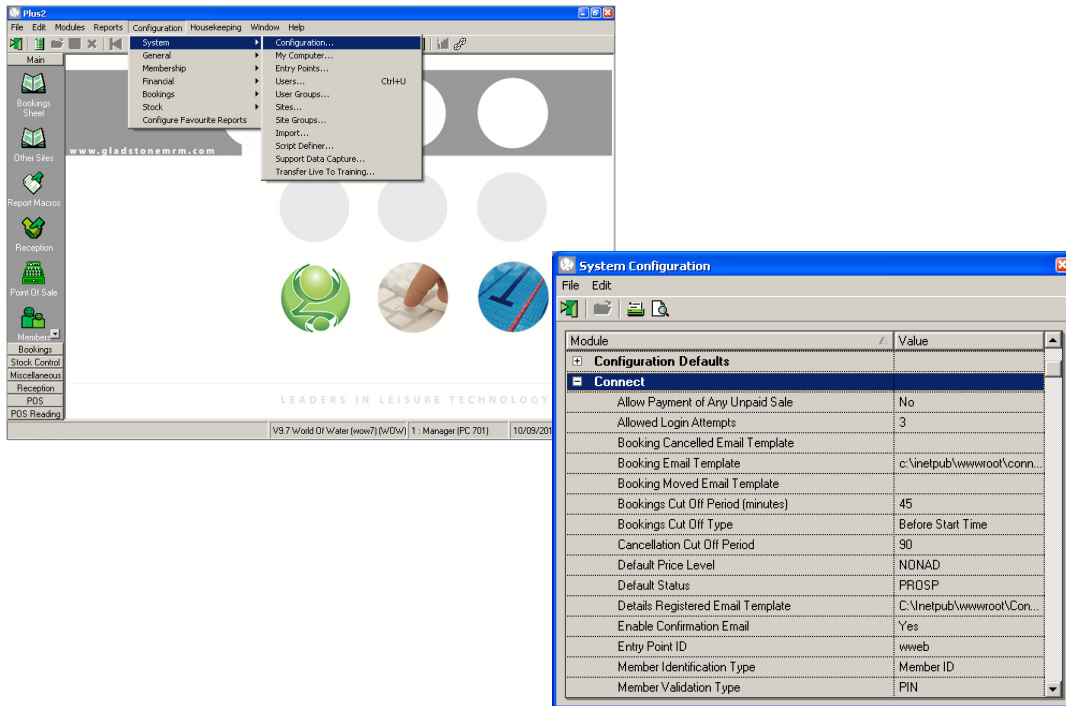 Plus2
File Edit Modules Reports Configuration Housekeeping Window Help
Main
Bookings
Sheet
Other Sites
Report Macros
Reception
Point Of Sale
Members
Bookings
Stock Control
Miscellaneous
Reception
POS
POS Reading
System
General
Membership
Financial
Bookings
Stock
Configure Favourite Reports
Configuration...
My Computer...
Entry Points...
Users... Ctrl+U
User Groups...
Sites...
Site Groups...
Import...
Script Definer...
Support Data Capture...
Transfer Live To Training...
www.gladstonemrm.com
LEADERS IN LEISURE TECHNOLOGY
V9.7 World Of Water (wow7) (WOW) 1 : Manager (PC 701) 10/09/201
System Configuration
File Edit
Module Value
Configuration Defaults
Connect
Allow Payment of Any Unpaid Sale No
Allowed Login Attempts 3
Booking Cancelled Email Template
Booking Email Template c:\inetpub\wwwroot\conn...
Booking Moved Email Template
Bookings Cut Off Period (minutes) 45
Bookings Cut Off Type Before Start Time
Cancellation Cut Off Period 90
Default Price Level NONAD
Default Status PROSP
Details Registered Email Template C:\Inetpub\wwwroot\Con...
Enable Confirmation Email Yes
Entry Point ID wweb
Member Identification Type Member ID
Member Validation Type PIN